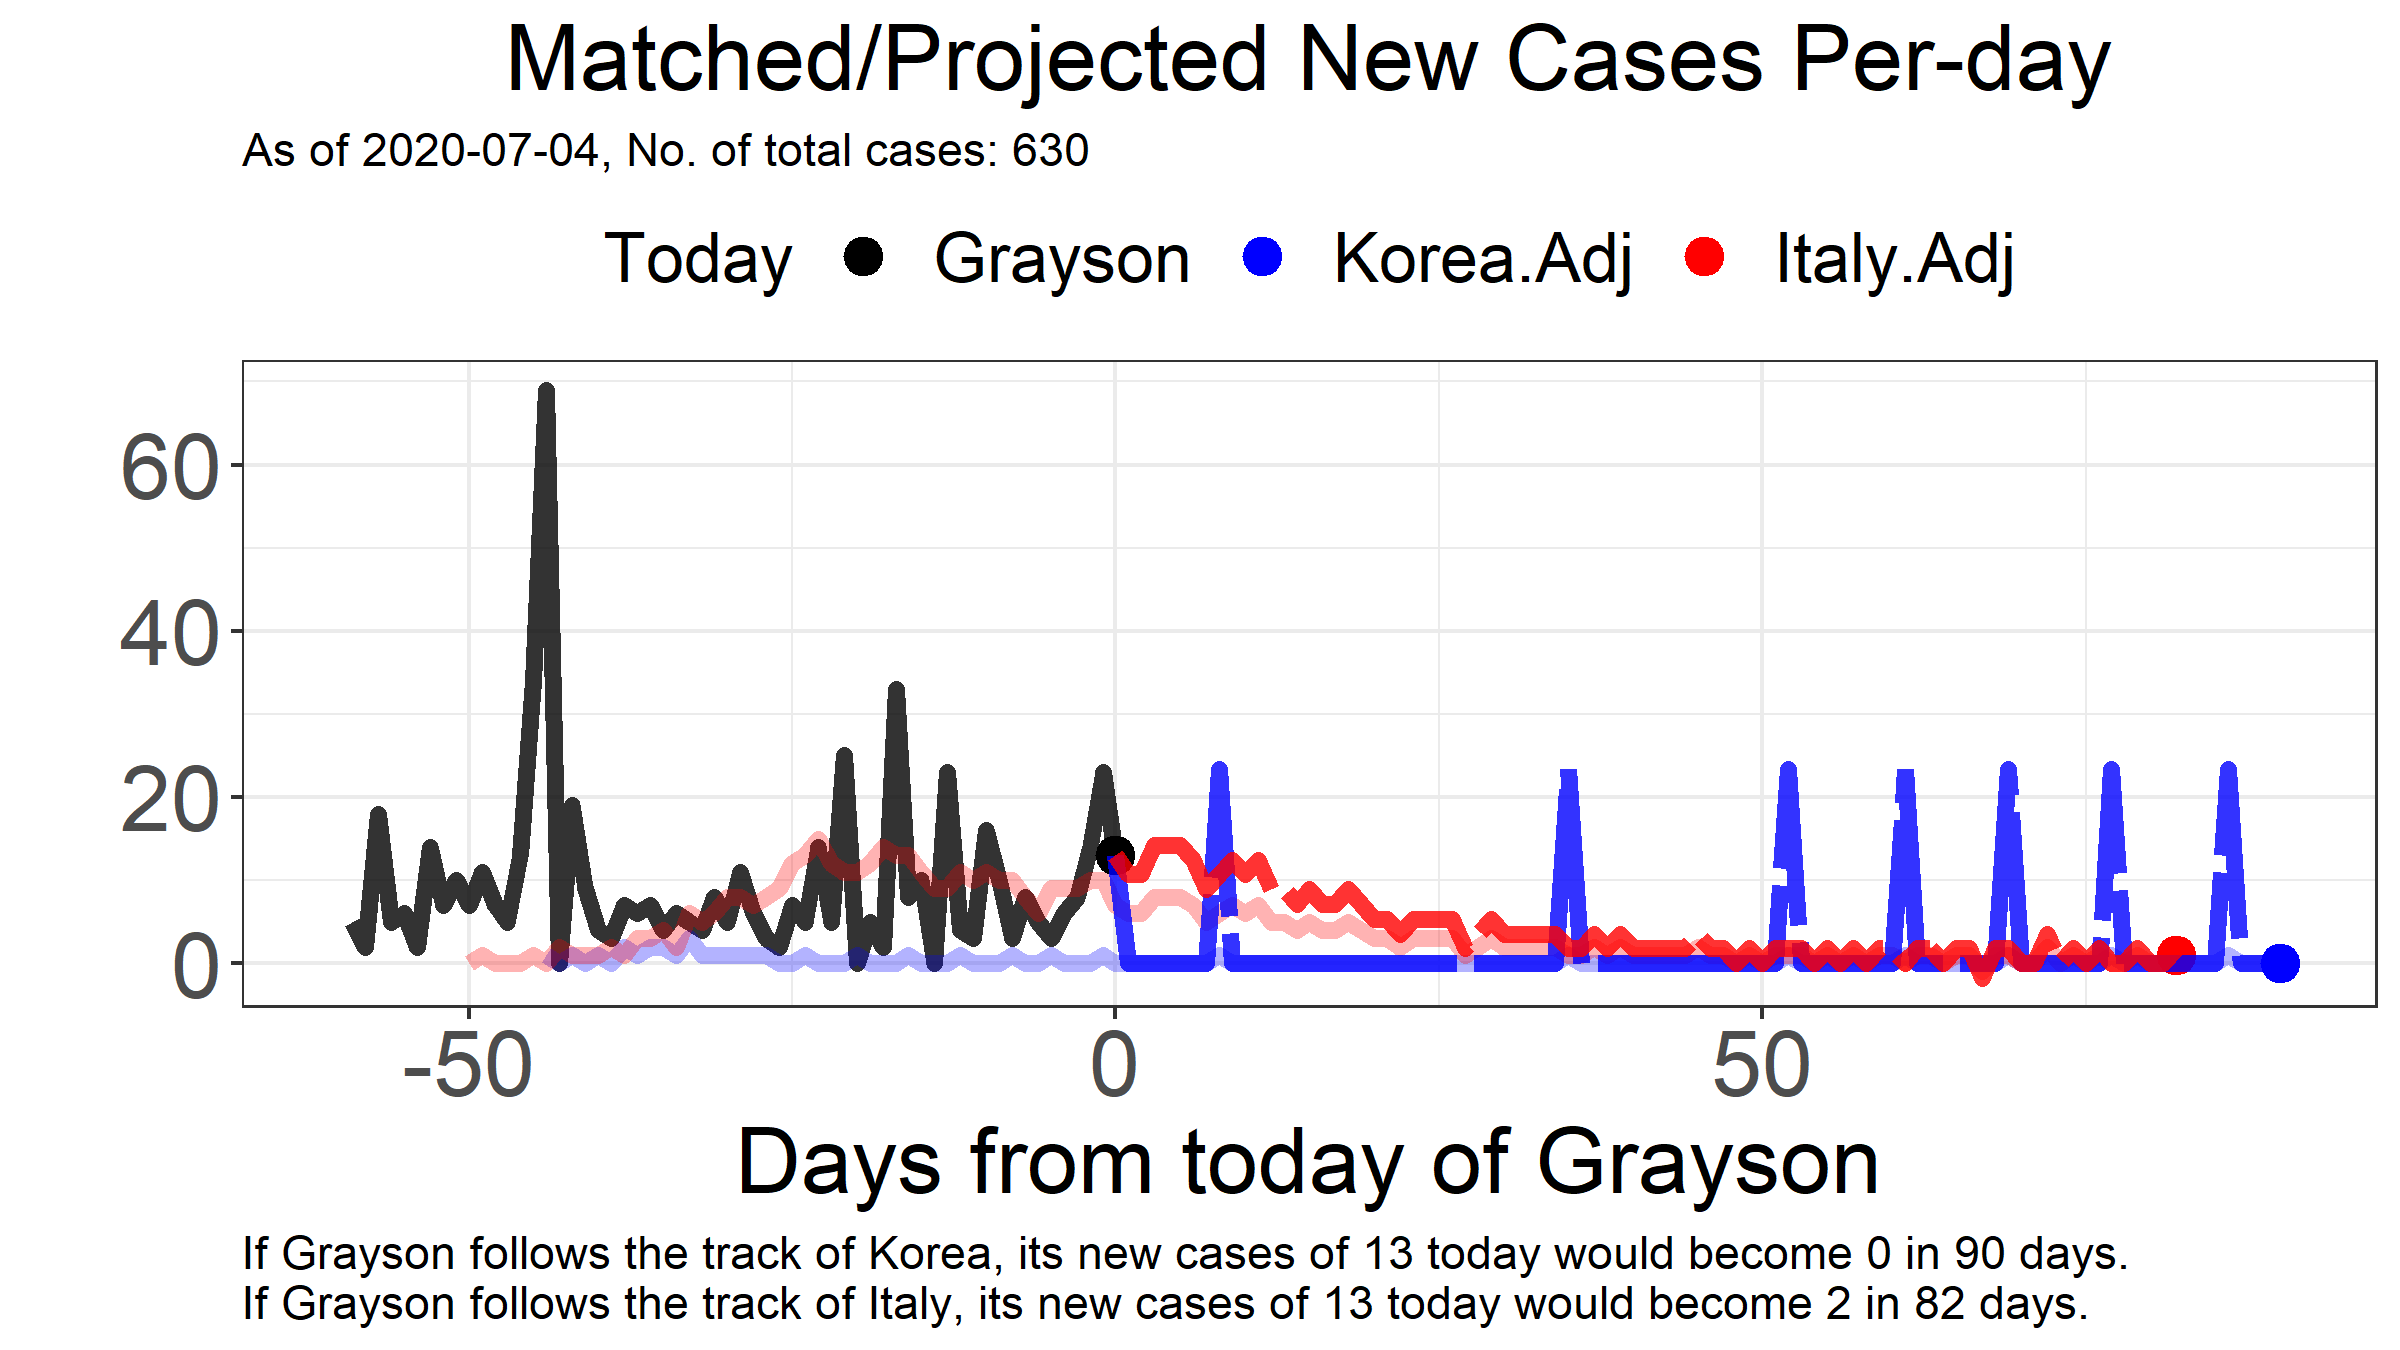 Matched/Projected New Cases Per-day
As of 2020-07-04, No. of total cases: 630
Today Grayson Korea.Adj Italy.Adj
60
40
20
0
-50 0 50
Days from today of Grayson
If Grayson follows the track of Korea, its new cases of 13 today would become 0 in 90 days.
If Grayson follows the track of Italy, its new cases of 13 today would become 2 in 82 days.